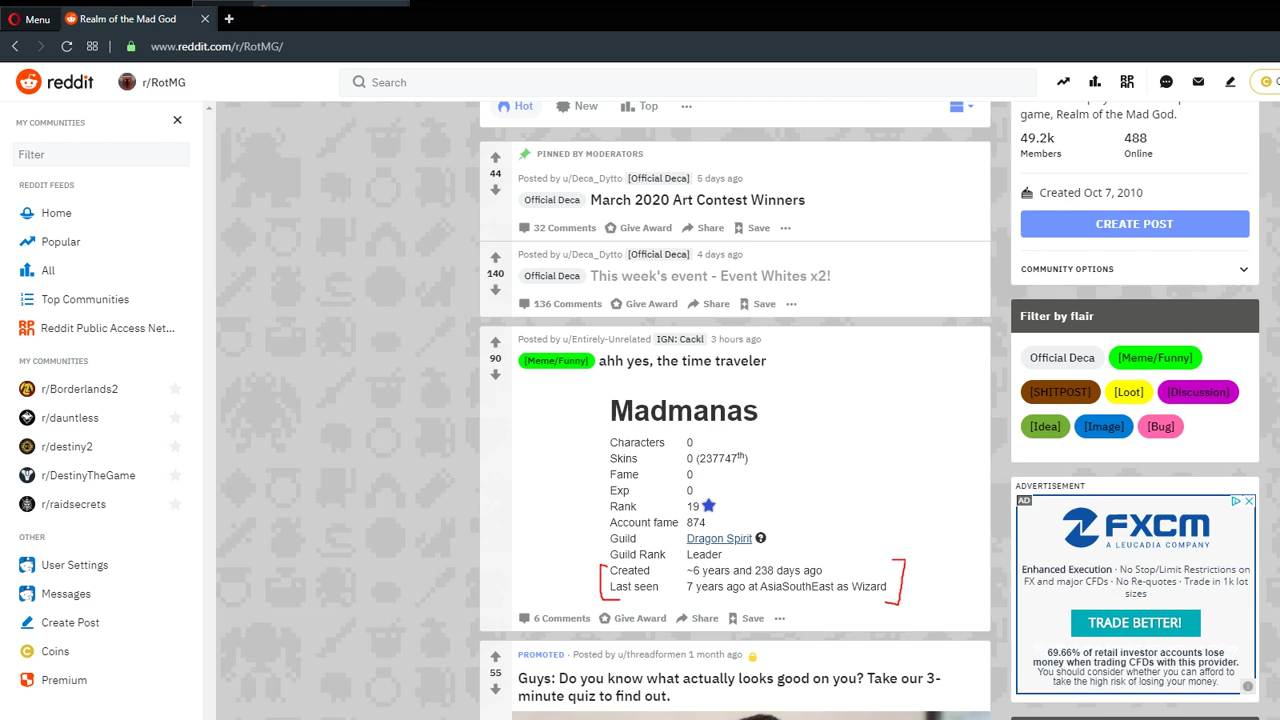 Menu
Realm of the Mad God
www.reddit.com/r/RotMG/
reddit
r/RotMG
Search
MY COMMUNITIES
Filter
REDDIT FEEDS
Home
Popular
All
Top Communities
Reddit Public Access Net...
MY COMMUNITIES
r/Borderlands2
r/dauntless
r/destiny2
r/DestinyTheGame
r/raidsecrets
OTHER
User Settings
Messages
Create Post
Coins
Premium
Hot New Top
PINNED BY MODERATORS
44
Posted by u/Deca_Dytto [Official Deca] 5 days ago
Official Deca March 2020 Art Contest Winners
32 Comments Give Award Share Save
140
Posted by u/Deca_Dytto [Official Deca] 4 days ago
Official Deca This week's event - Event Whites x2!
136 Comments Give Award Share Save
90
Posted by u/Entirely-Unrelated IGN: Cackl 3 hours ago
[Meme/Funny] ahh yes, the time traveler
Madmanas
Characters 0
Skins 0 (237747th)
Fame 0
Exp 0
Rank 19
Account fame 874
Guild Dragon Spirit
Guild Rank Leader
Created ~6 years and 238 days ago
Last seen 7 years ago at AsiaSouthEast as Wizard
6 Comments Give Award Share Save
55
PROMOTED · Posted by u/threadformen 1 month ago
Guys: Do you know what actually looks good on you? Take our 3-
minute quiz to find out.
game, Realm of the Mad God.
49.2k 488
Members Online
Created Oct 7, 2010
CREATE POST
COMMUNITY OPTIONS
Filter by flair
Official Deca [Meme/Funny]
[SHITPOST] [Loot] [Discussion]
[Idea] [Image] [Bug]
ADVERTISEMENT
AD
FXCM
A LEUCADIA COMPANY
Enhanced Execution · No Stop/Limit Restrictions on
FX and major CFDs · No Re-quotes · Trade in 1k lot
sizes
TRADE BETTER!
69.66% of retail investor accounts lose
money when trading CFDs with this provider.
You should consider whether you can afford to
take the high risk of losing your money.